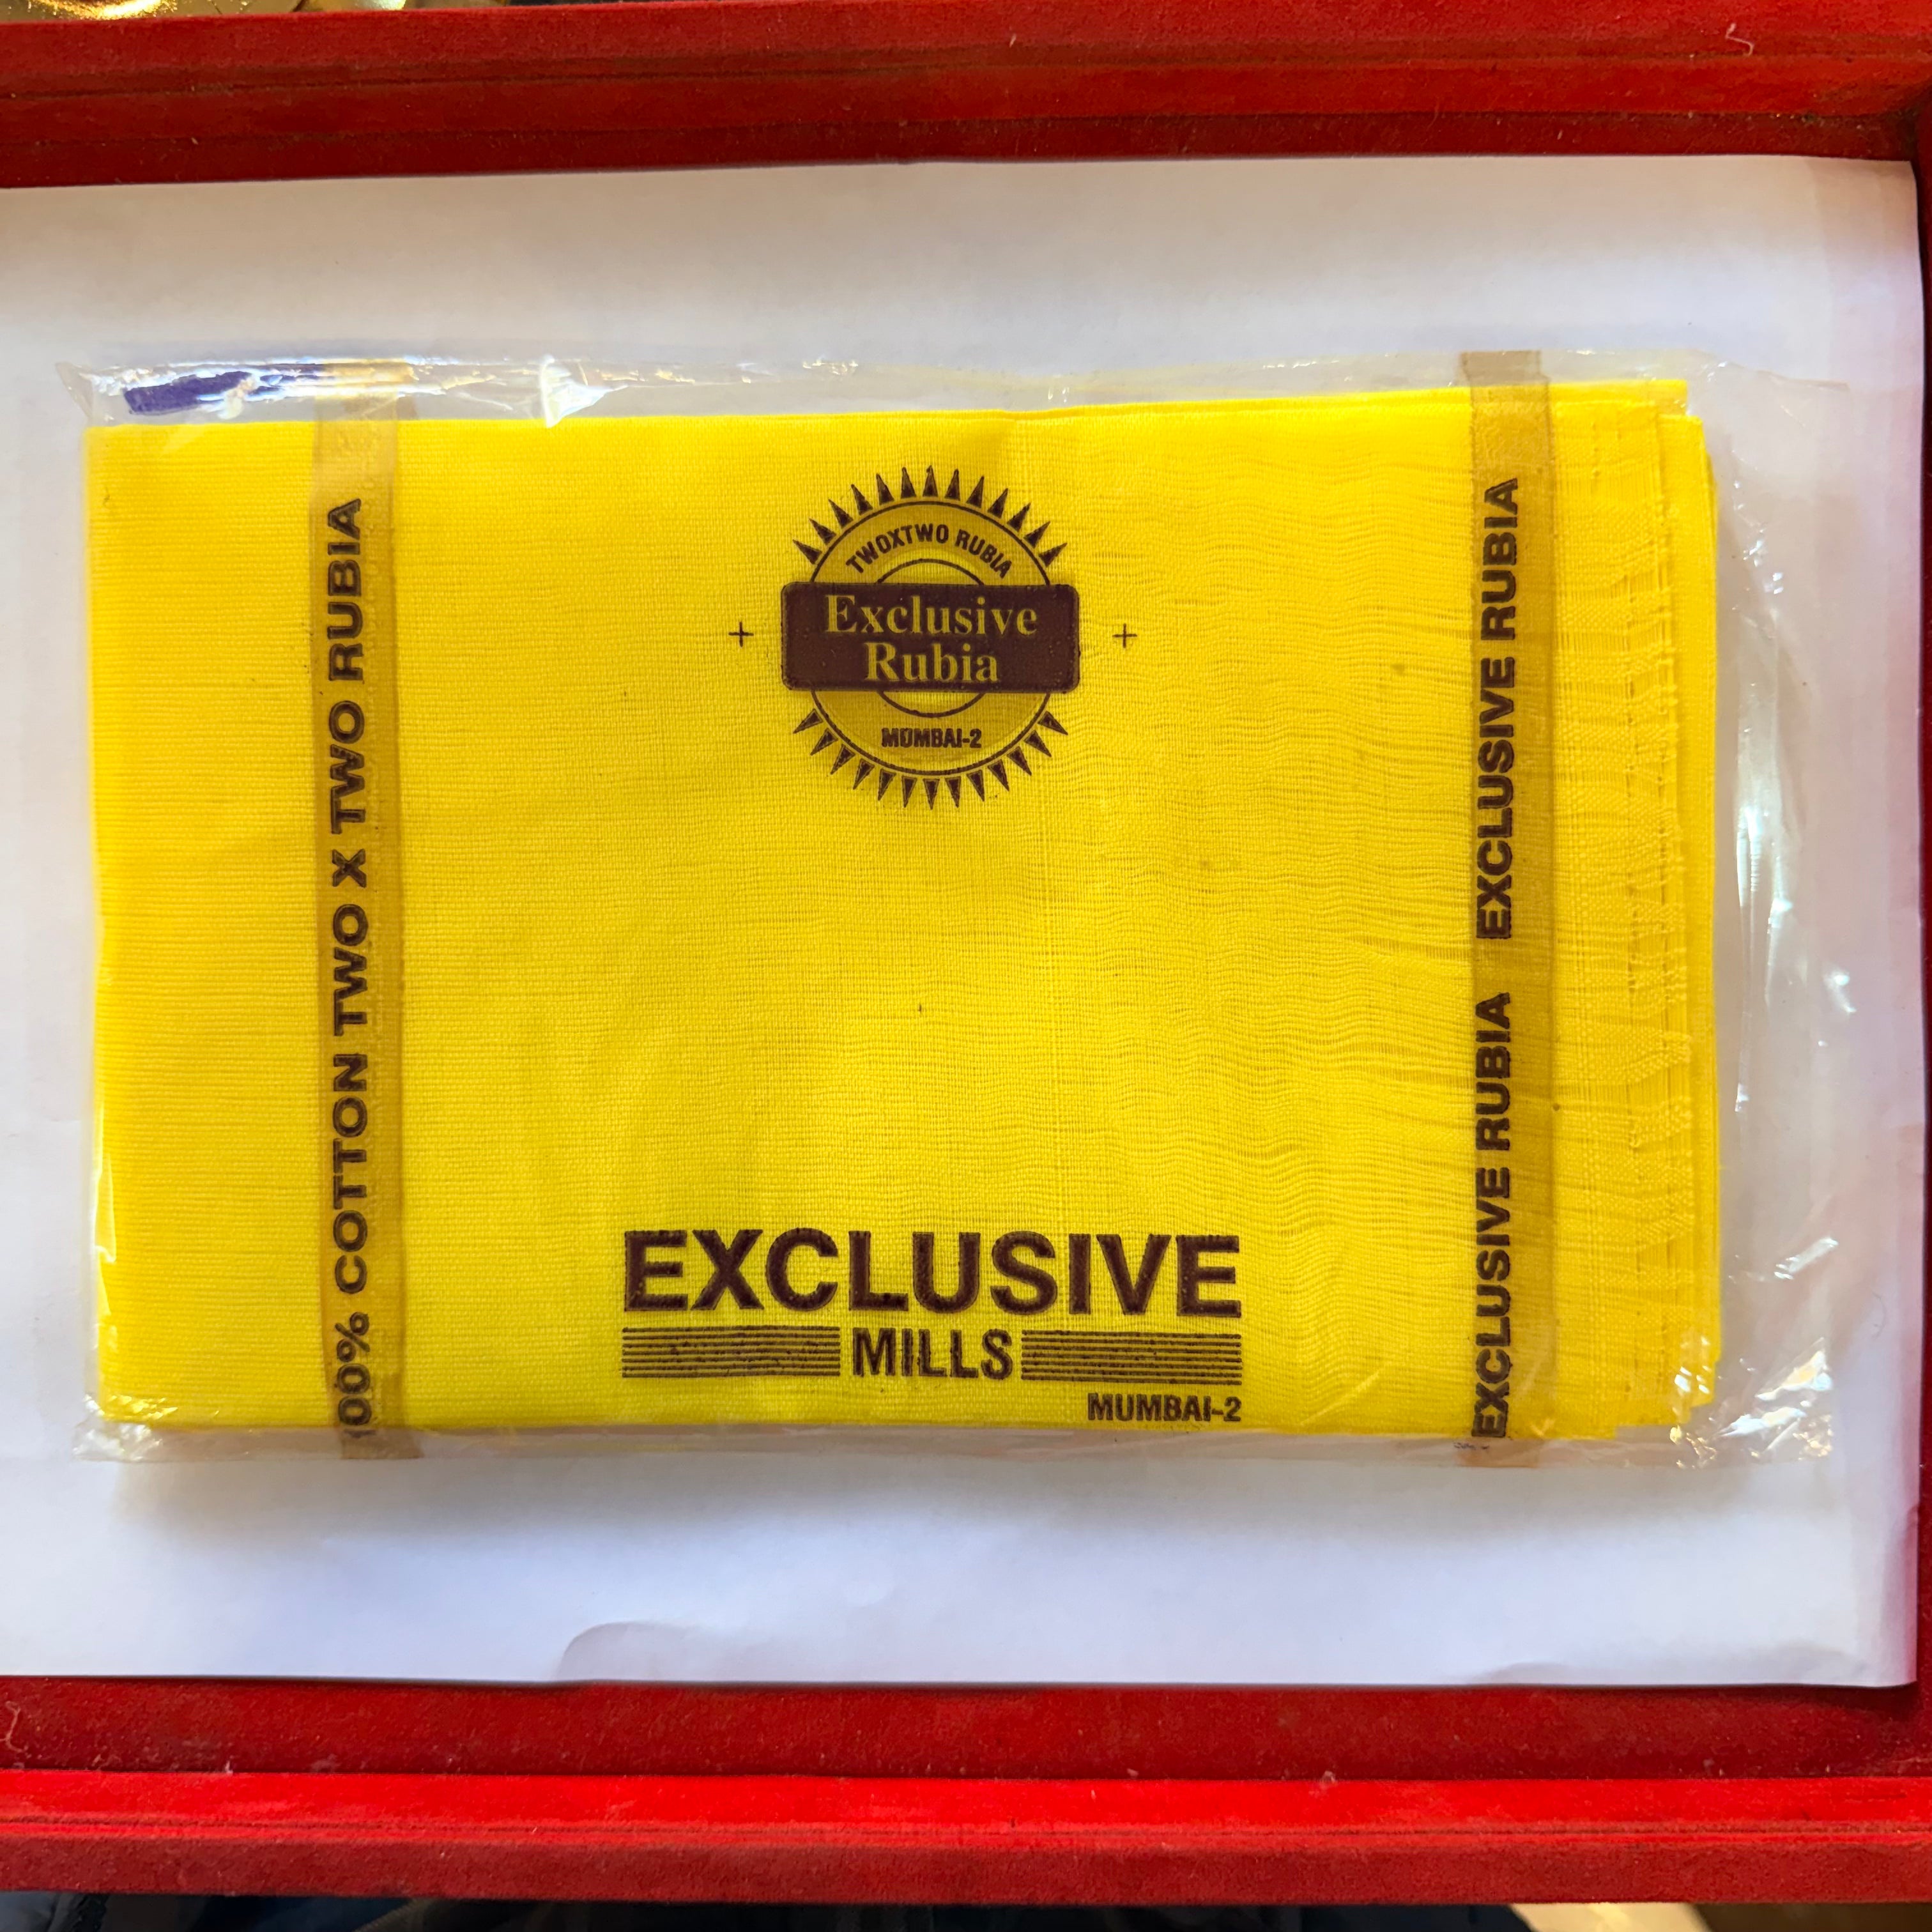 TWOXTWO RUBIA
Exclusive
Rubia
MUMBAI-2
100% COTTON TWO X TWO RUBIA
EXCLUSIVE RUBIA EXCLUSIVE RUBIA
EXCLUSIVE
MILLS
MUMBAI-2